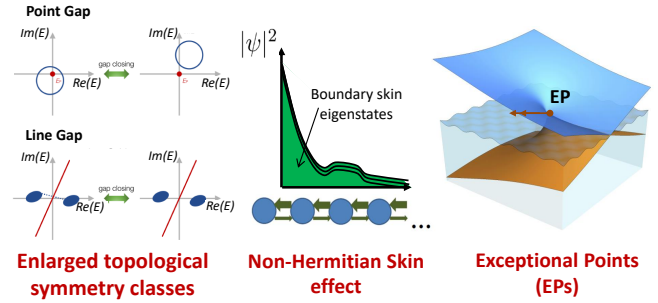 Point Gap
Im(E)
Im(E)
gap closing
Re(E)
Re(E)
Line Gap
Im(E)
Im(E)
gap closing
Re(E)
Re(E)
Enlarged topological
symmetry classes
|ψ|²
Boundary skin
eigenstates
...
Non-Hermitian Skin
effect
EP
Exceptional Points
(EPs)